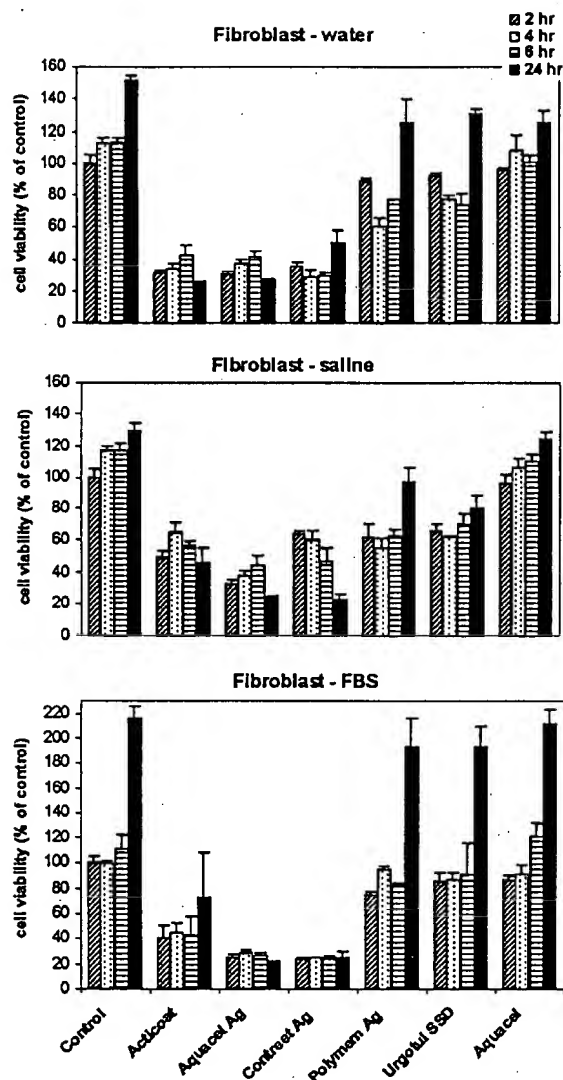 2 hr
4 hr
6 hr
24 hr
Fibroblast - water
cell viability (% of control)
160
140
120
100
80
60
40
20
0
Fibroblast - saline
cell viability (% of control)
160
140
120
100
80
60
40
20
0
Fibroblast - FBS
cell viability (% of control)
220
200
180
160
140
120
100
80
60
40
20
0
Control
Acticoat
Aquacel Ag
Contreet Ag
Polymem Ag
Urgotul SSD
Aquacel